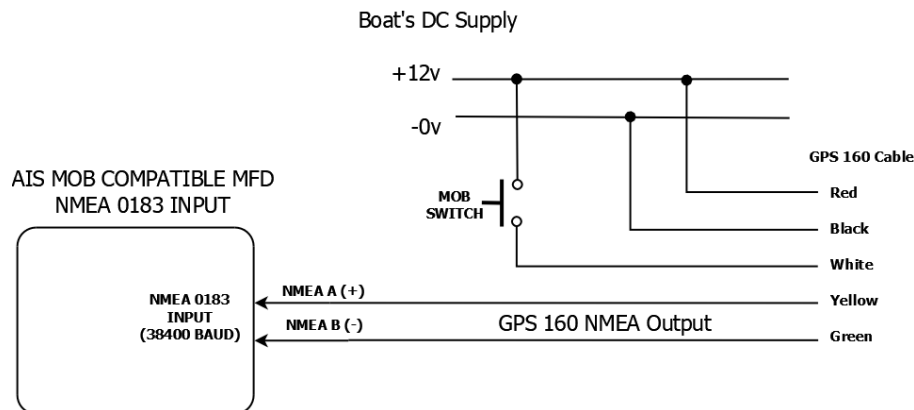 Boat's DC Supply
+12v
-0v
GPS 160 Cable
AIS MOB COMPATIBLE MFD
NMEA 0183 INPUT
MOB
SWITCH
Red
Black
White
NMEA 0183
INPUT
(38400 BAUD)
NMEA A (+)
Yellow
NMEA B (-)
GPS 160 NMEA Output
Green